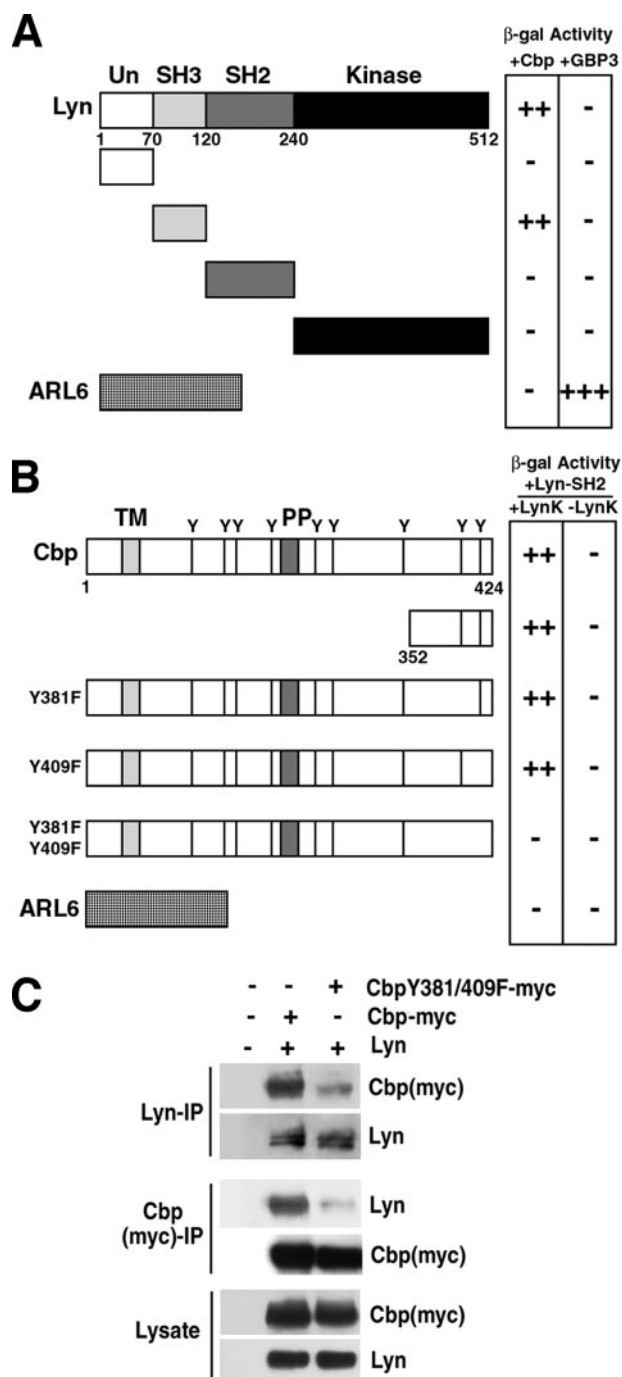 A
β-gal Activity
+Cbp +GBP3
Un SH3 SH2 Kinase
Lyn ++ -
1 70 120 240 512
- -
++ -
- -
- -
ARL6 - +++
B
β-gal Activity
+Lyn-SH2
+LynK -LynK
TM Y Y Y Y PP Y Y Y Y Y
Cbp ++ -
1 424
++ -
352
Y381F ++ -
Y409F ++ -
Y381F
Y409F - -
ARL6 - -
C
- - + CbpY381/409F-myc
- + - Cbp-myc
- + + Lyn
Lyn-IP
Cbp(myc)
Lyn
Cbp
(myc)-IP
Lyn
Cbp(myc)
Lysate
Cbp(myc)
Lyn